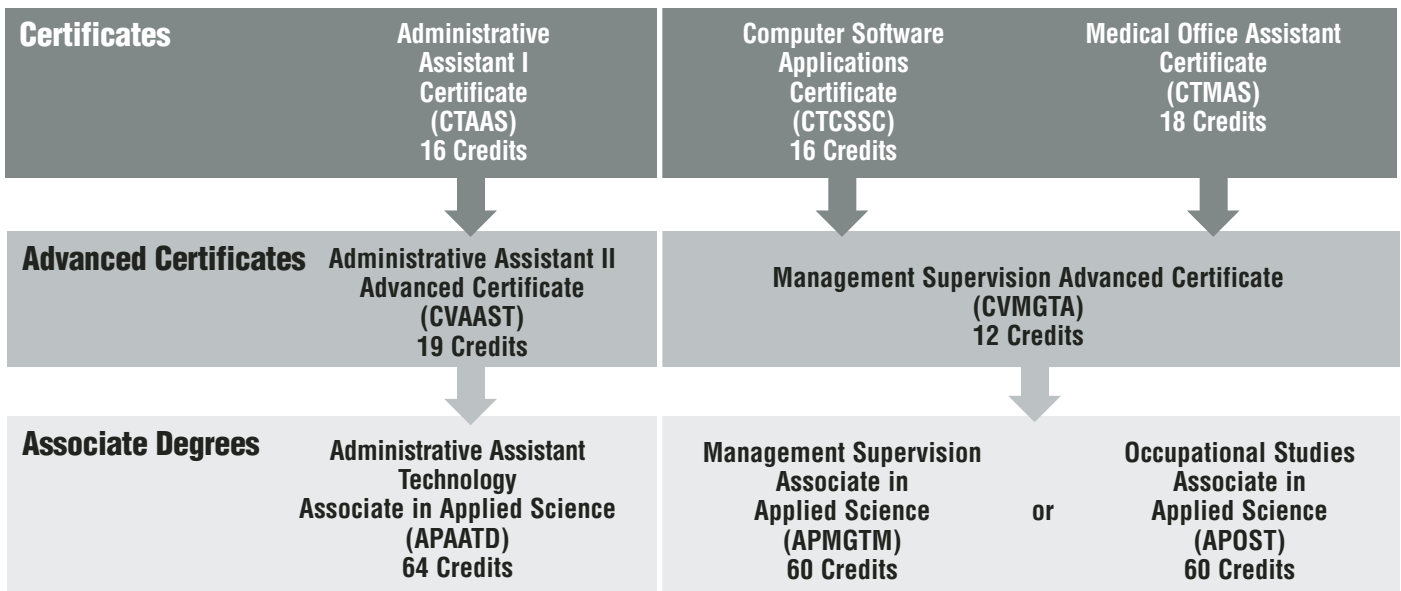 Certificates
Administrative
Assistant I
Certificate
(CTAAS)
16 Credits
Computer Software
Applications
Certificate
(CTCSSC)
16 Credits
Medical Office Assistant
Certificate
(CTMAS)
18 Credits
Advanced Certificates
Administrative Assistant II
Advanced Certificate
(CVAAST)
19 Credits
Management Supervision Advanced Certificate
(CVMGTA)
12 Credits
Associate Degrees
Administrative Assistant
Technology
Associate in Applied Science
(APAATD)
64 Credits
Management Supervision
Associate in
Applied Science
(APMGTM)
60 Credits
or
Occupational Studies
Associate in
Applied Science
(APOST)
60 Credits